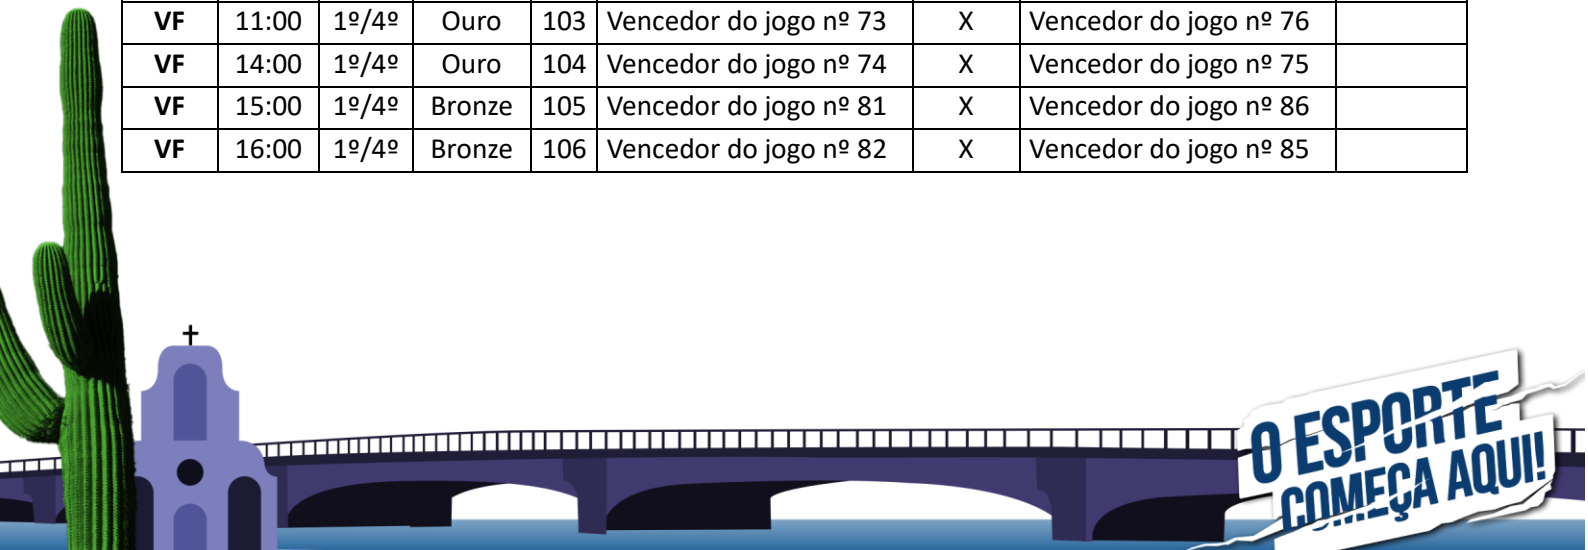 VF 11:00 1º/4º Ouro 103 Vencedor do jogo nº 73 X Vencedor do jogo nº 76
VF 14:00 1º/4º Ouro 104 Vencedor do jogo nº 74 X Vencedor do jogo nº 75
VF 15:00 1º/4º Bronze 105 Vencedor do jogo nº 81 X Vencedor do jogo nº 86
VF 16:00 1º/4º Bronze 106 Vencedor do jogo nº 82 X Vencedor do jogo nº 85
O ESPORTE
COMEÇA AQUI!